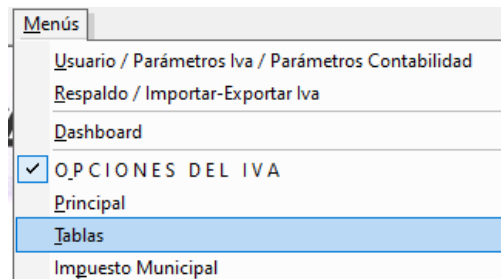 Menús
Usuario / Parámetros Iva / Parámetros Contabilidad
Respaldo / Importar-Exportar Iva
Dashboard
O P C I O N E S  D E L  I V A
Principal
Tablas
Impuesto Municipal